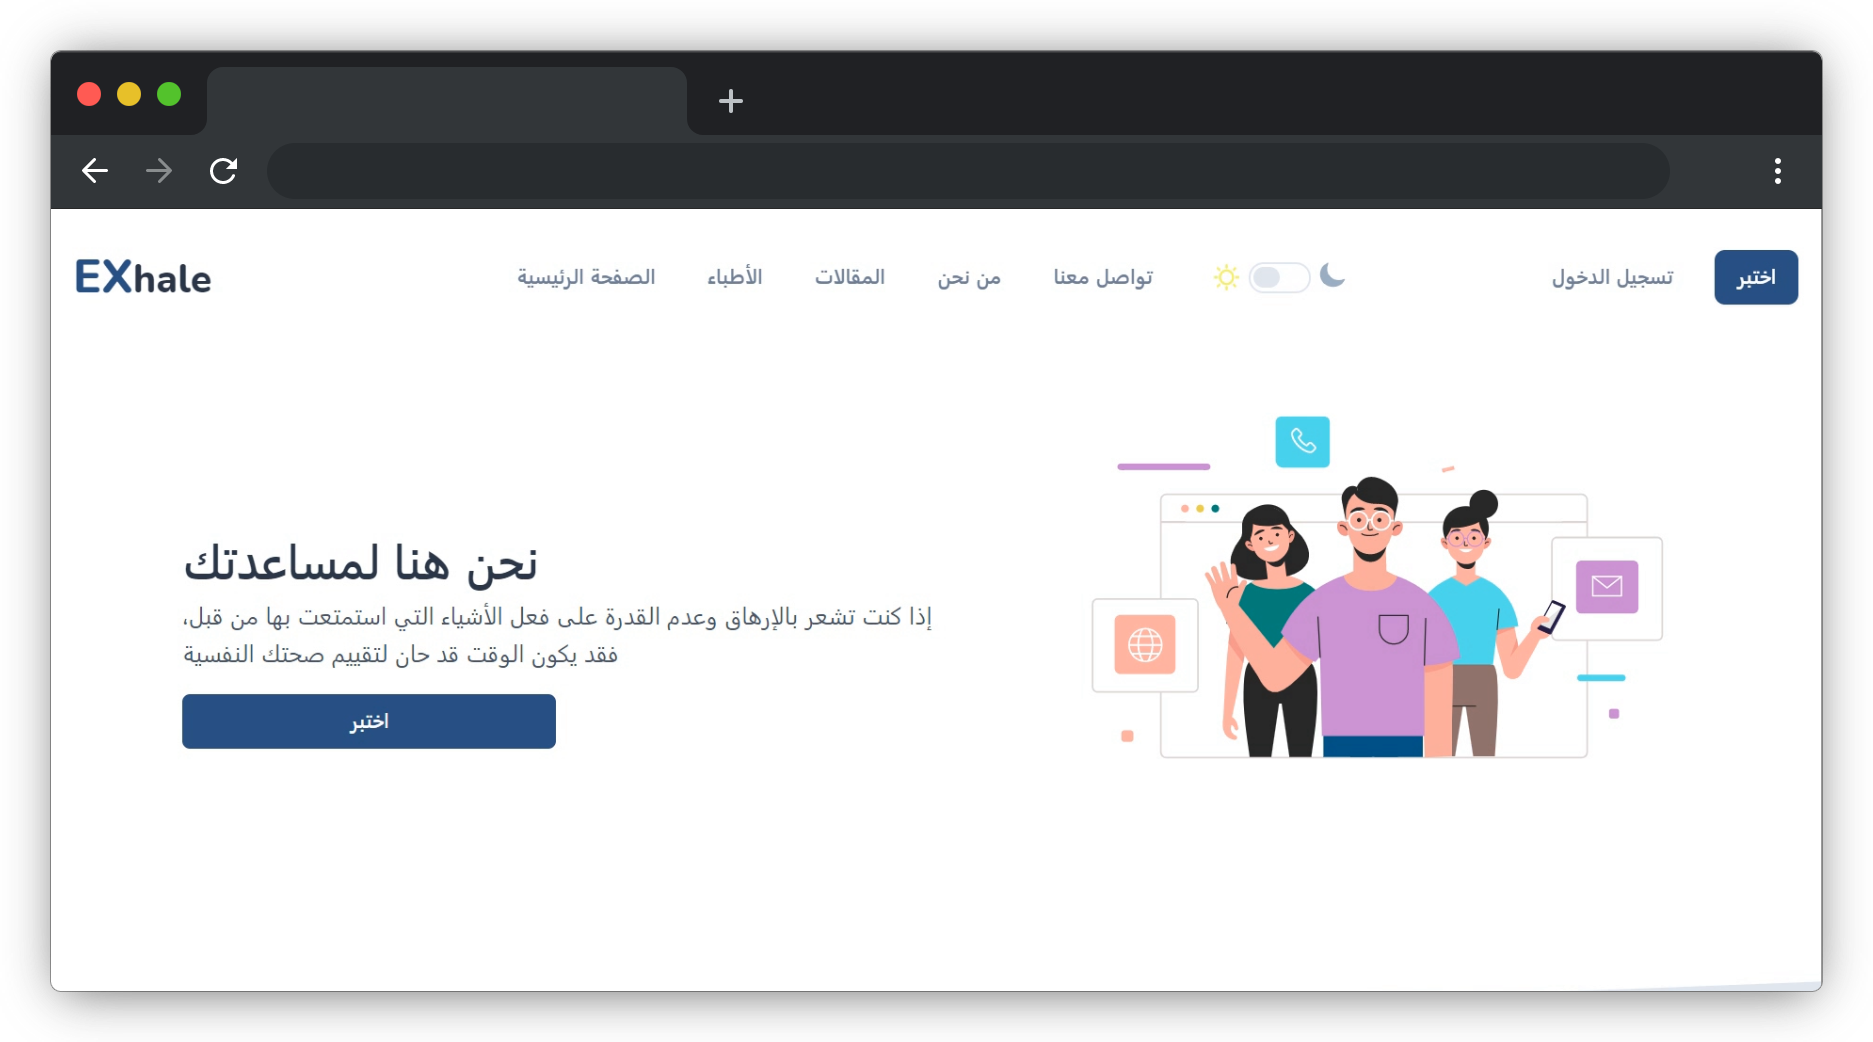 EXhale
الصفحة الرئيسية
الأطباء
المقالات
من نحن
تواصل معنا
تسجيل الدخول
اختبر
نحن هنا لمساعدتك
إذا كنت تشعر بالإرهاق وعدم القدرة على فعل الأشياء التي استمتعت بها من قبل،
فقد يكون الوقت قد حان لتقييم صحتك النفسية
اختبر